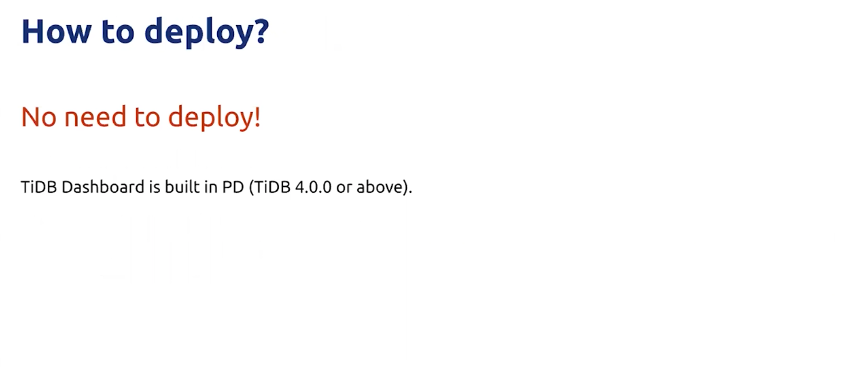 How to deploy?
No need to deploy!
TiDB Dashboard is built in PD (TiDB 4.0.0 or above).